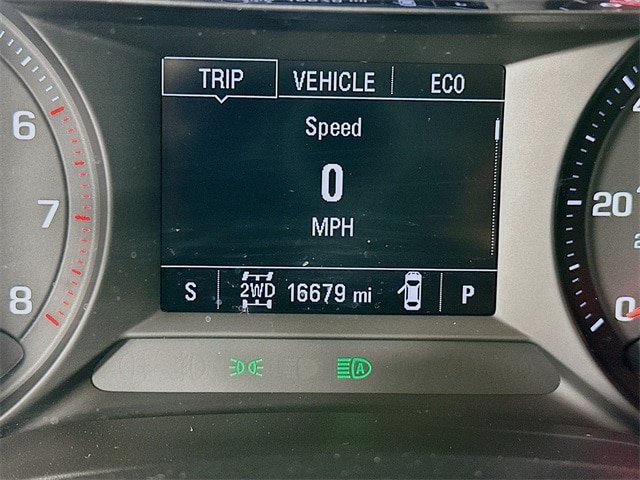 TRIP VEHICLE ECO
Speed
0
MPH
S 2WD 16679 mi P
6
7
8
20
0
A